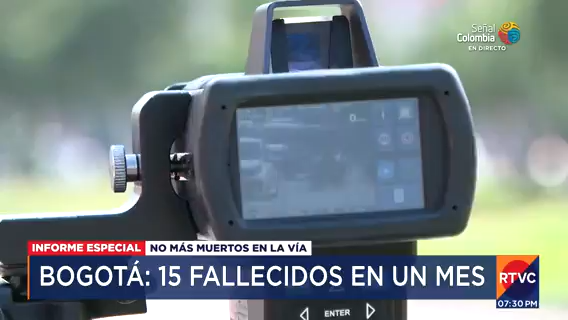 Señal
Colombia
EN DIRECTO
0
INFORME ESPECIAL NO MÁS MUERTOS EN LA VÍA
BOGOTÁ: 15 FALLECIDOS EN UN MES
RTVC
07:30 PM
ENTER